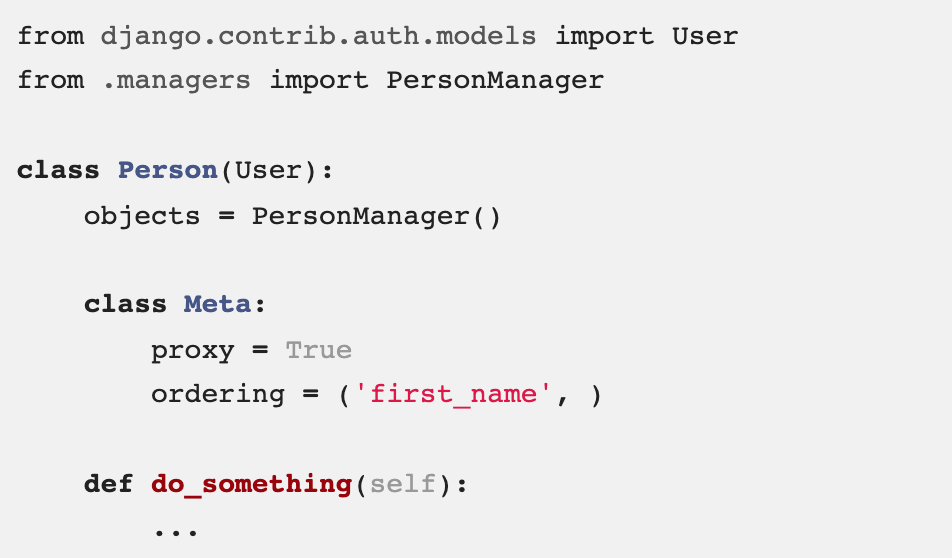 from django.contrib.auth.models import User
from .managers import PersonManager

class Person(User):
    objects = PersonManager()

    class Meta:
        proxy = True
        ordering = ('first_name', )

    def do_something(self):
        ...